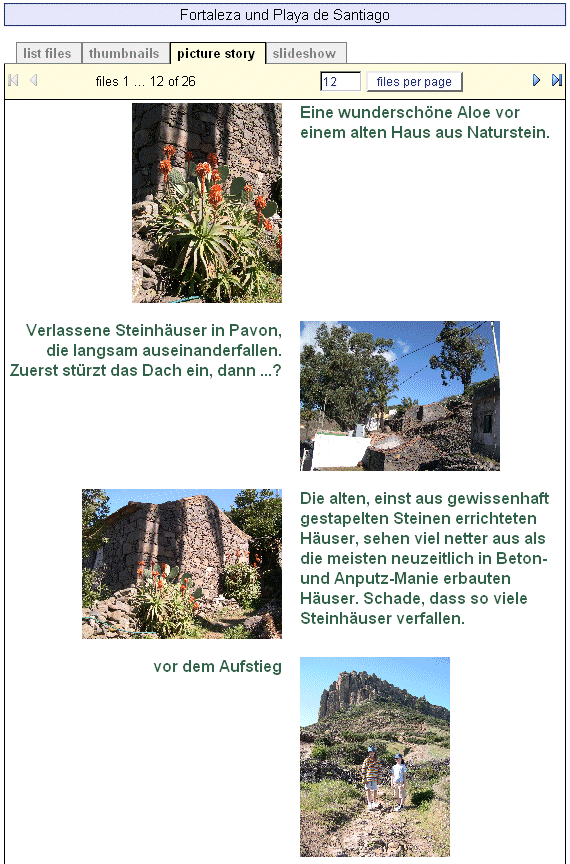 Fortaleza und Playa de Santiago
list files thumbnails picture story slideshow
files 1 ... 12 of 26 12 files per page
Eine wunderschöne Aloe vor
einem alten Haus aus Naturstein.
Verlassene Steinhäuser in Pavon,
die langsam auseinanderfallen.
Zuerst stürzt das Dach ein, dann ...?
Die alten, einst aus gewissenhaft
gestapelten Steinen errichteten
Häuser, sehen viel netter aus als
die meisten neuzeitlich in Beton-
und Anputz-Manie erbauten
Häuser. Schade, dass so viele
Steinhäuser verfallen.
vor dem Aufstieg